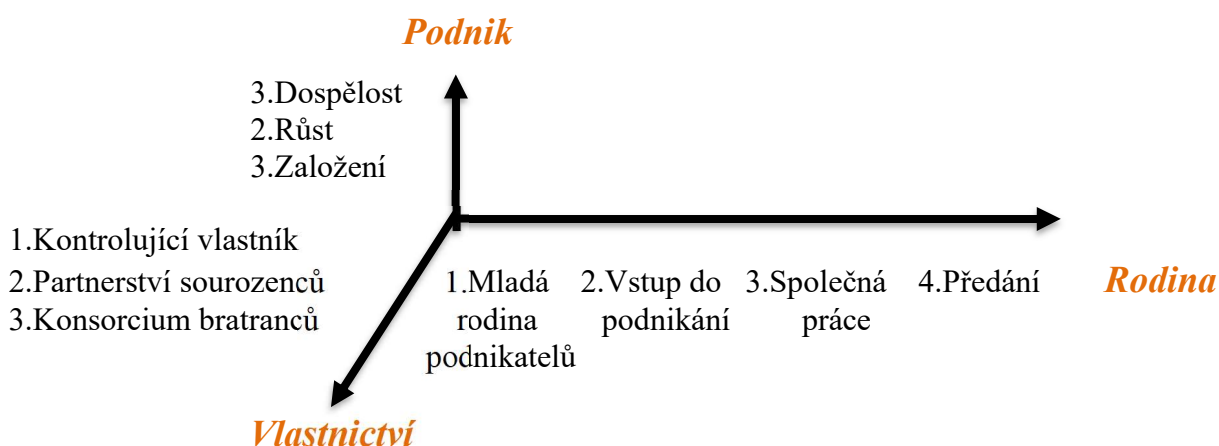 Podnik
3.Dospělost
2.Růst
3.Založení
1.Kontrolující vlastník
2.Partnerství sourozenců
3.Konsorcium bratranců
1.Mladá 2.Vstup do 3.Společná 4.Předání Rodina
rodina podnikání práce
podnikatelů
Vlastnictví